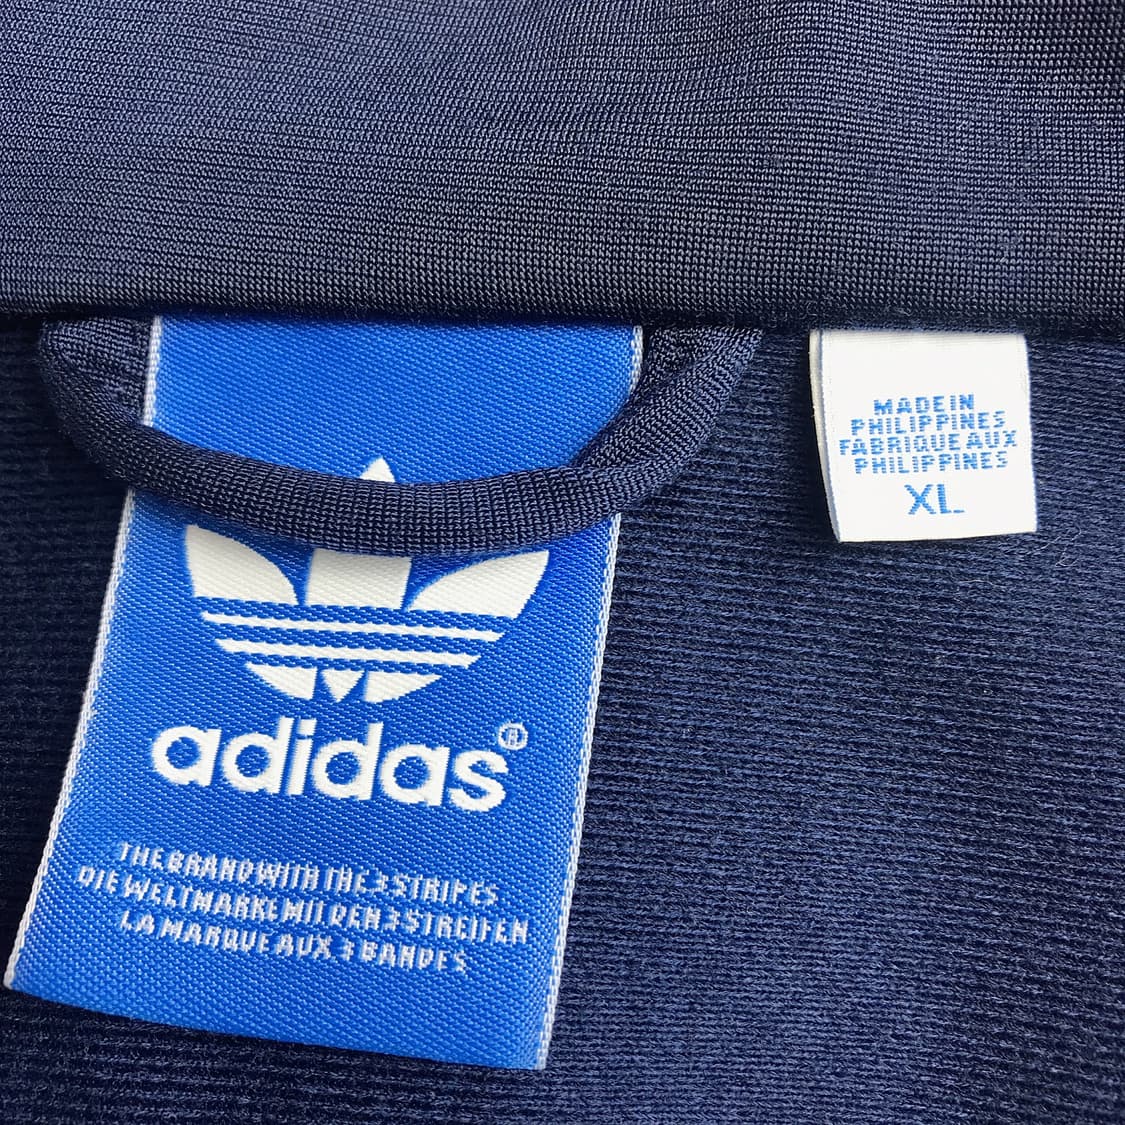 adidas®
THE BRAND WITH THE 3 STRIPES
DIE WELTMARKE MIT DEN 3 STREIFEN
LA MARQUE AUX 3 BANDES
MADE IN
PHILIPPINES
FABRIQUE AUX
PHILIPPINES
XL